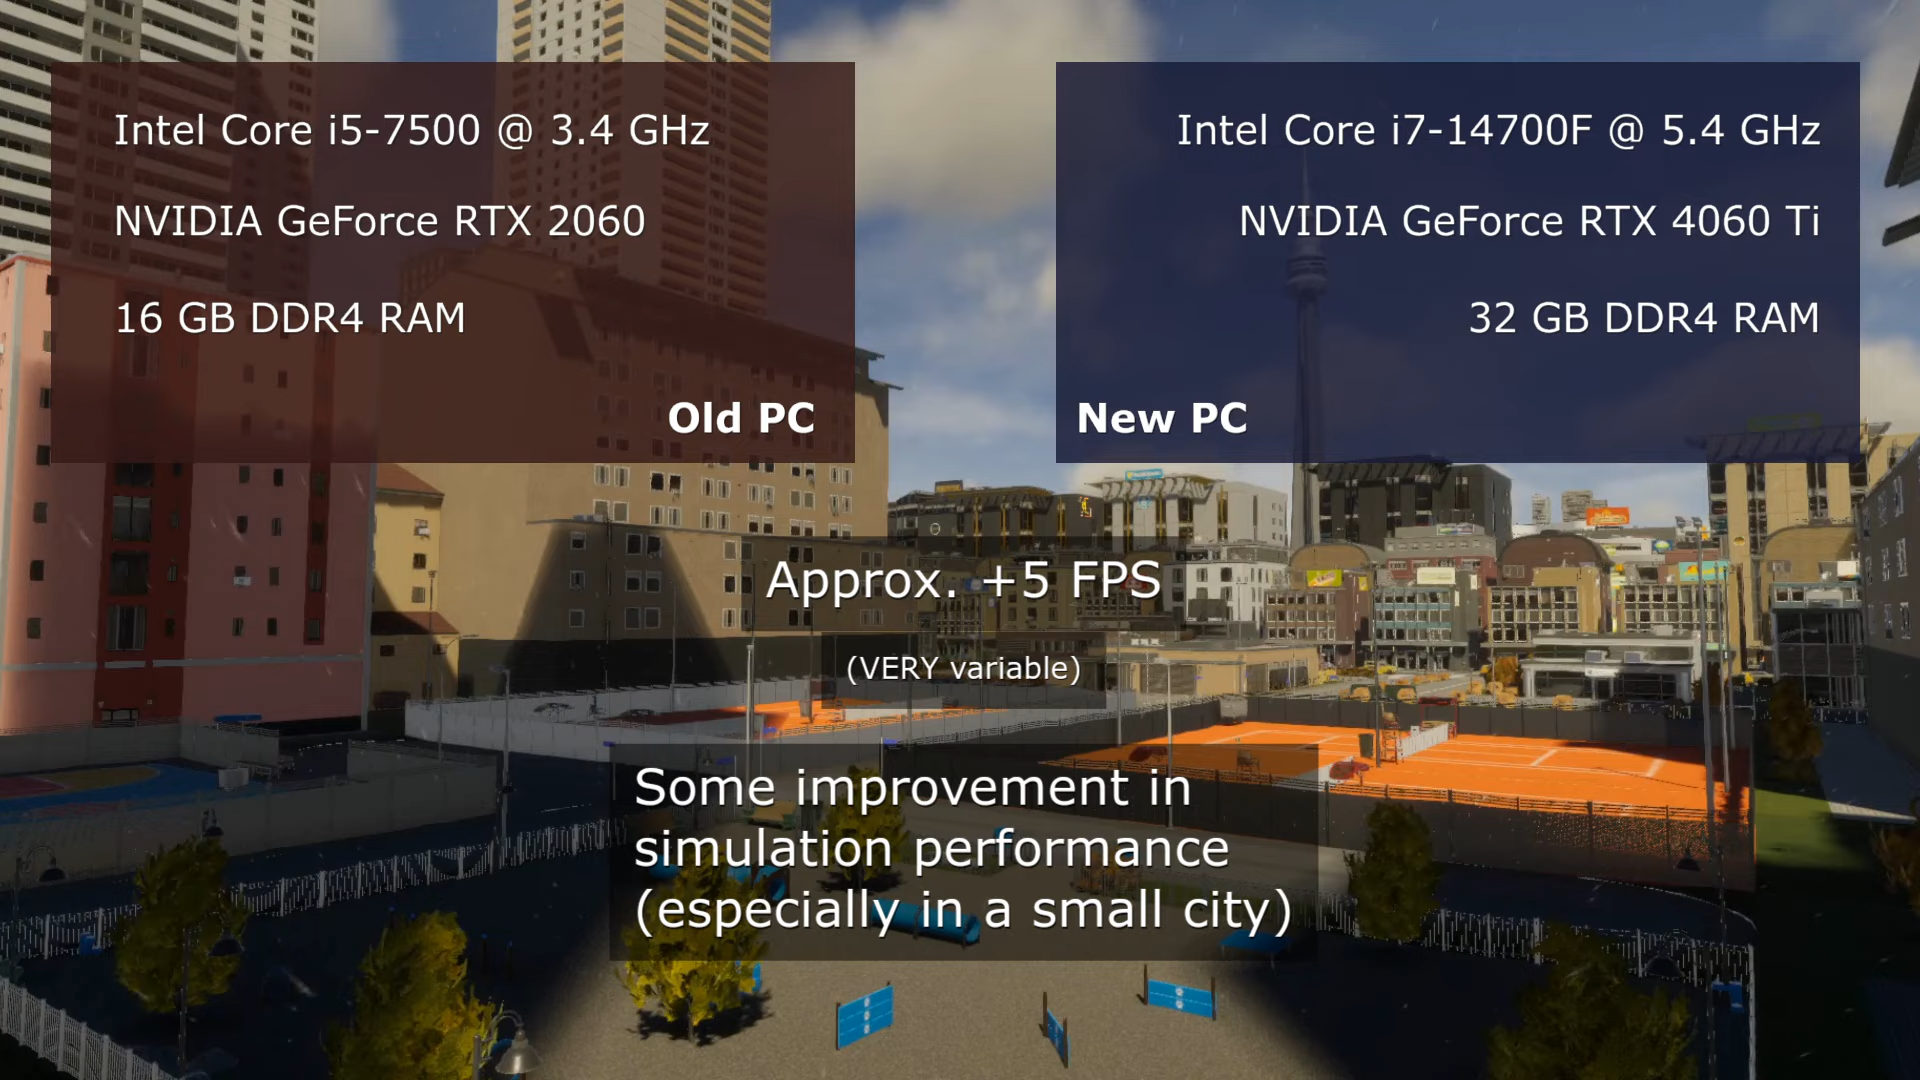 Intel Core i5-7500 @ 3.4 GHz
NVIDIA GeForce RTX 2060
16 GB DDR4 RAM
Old PC
Intel Core i7-14700F @ 5.4 GHz
NVIDIA GeForce RTX 4060 Ti
32 GB DDR4 RAM
New PC
Approx. +5 FPS
(VERY variable)
Some improvement in
simulation performance
(especially in a small city)